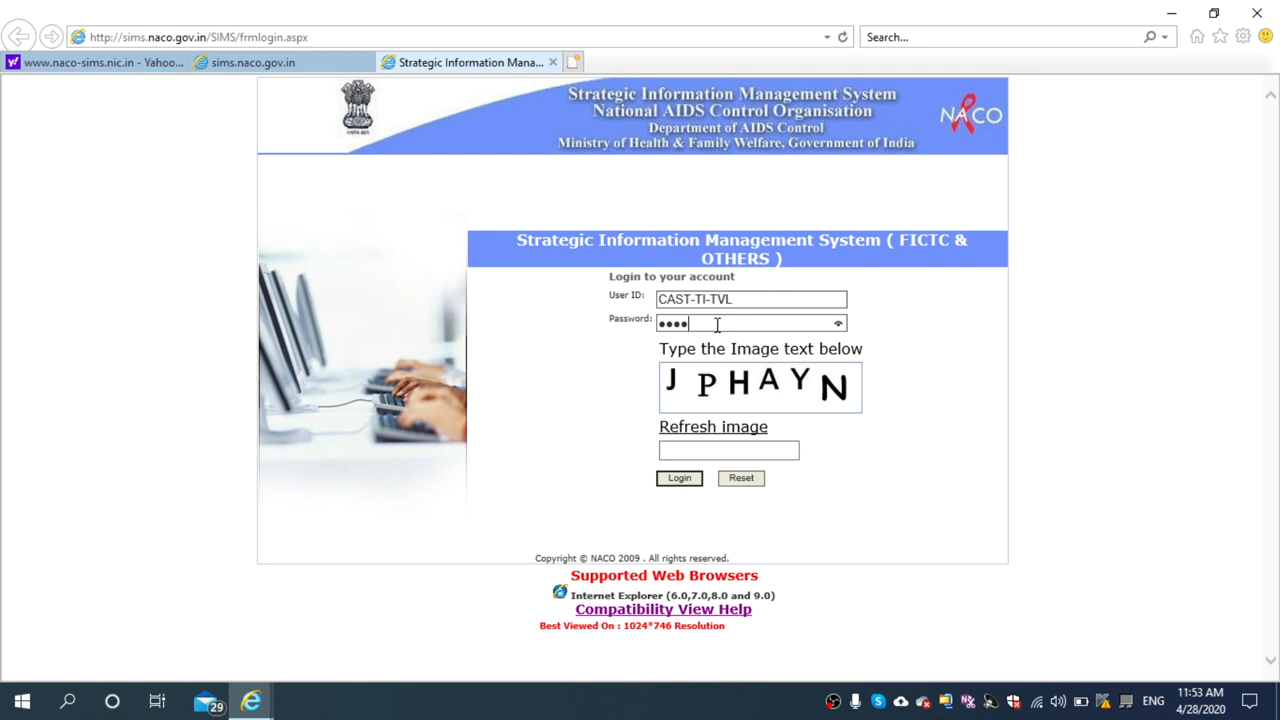 http://sims.naco.gov.in/SIMS/frmlogin.aspx
Search...
www.naco-sims.nic.in - Yahoo...
sims.naco.gov.in
Strategic Information Mana...
Strategic Information Management System
National AIDS Control Organisation
Department of AIDS Control
Ministry of Health & Family Welfare, Government of India
NACO
Strategic Information Management System ( FICTC &
OTHERS )
Login to your account
User ID: CAST-TI-TVL
Password: ●●●●
Type the Image text below
J P H A Y N
Refresh image
Login Reset
Copyright © NACO 2009 . All rights reserved.
Supported Web Browsers
Internet Explorer (6.0,7.0,8.0 and 9.0)
Compatibility View Help
Best Viewed On : 1024*746 Resolution
29
ENG
11:53 AM
4/28/2020